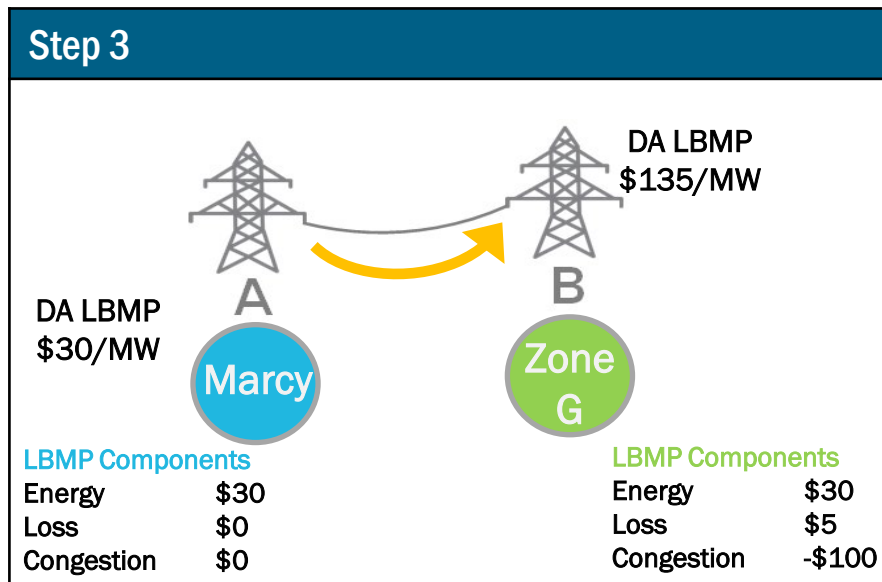 Step 3
DA LBMP
$135/MW
A
B
DA LBMP
$30/MW
Marcy
Zone
G
LBMP Components
Energy $30
Loss $0
Congestion $0
LBMP Components
Energy $30
Loss $5
Congestion -$100